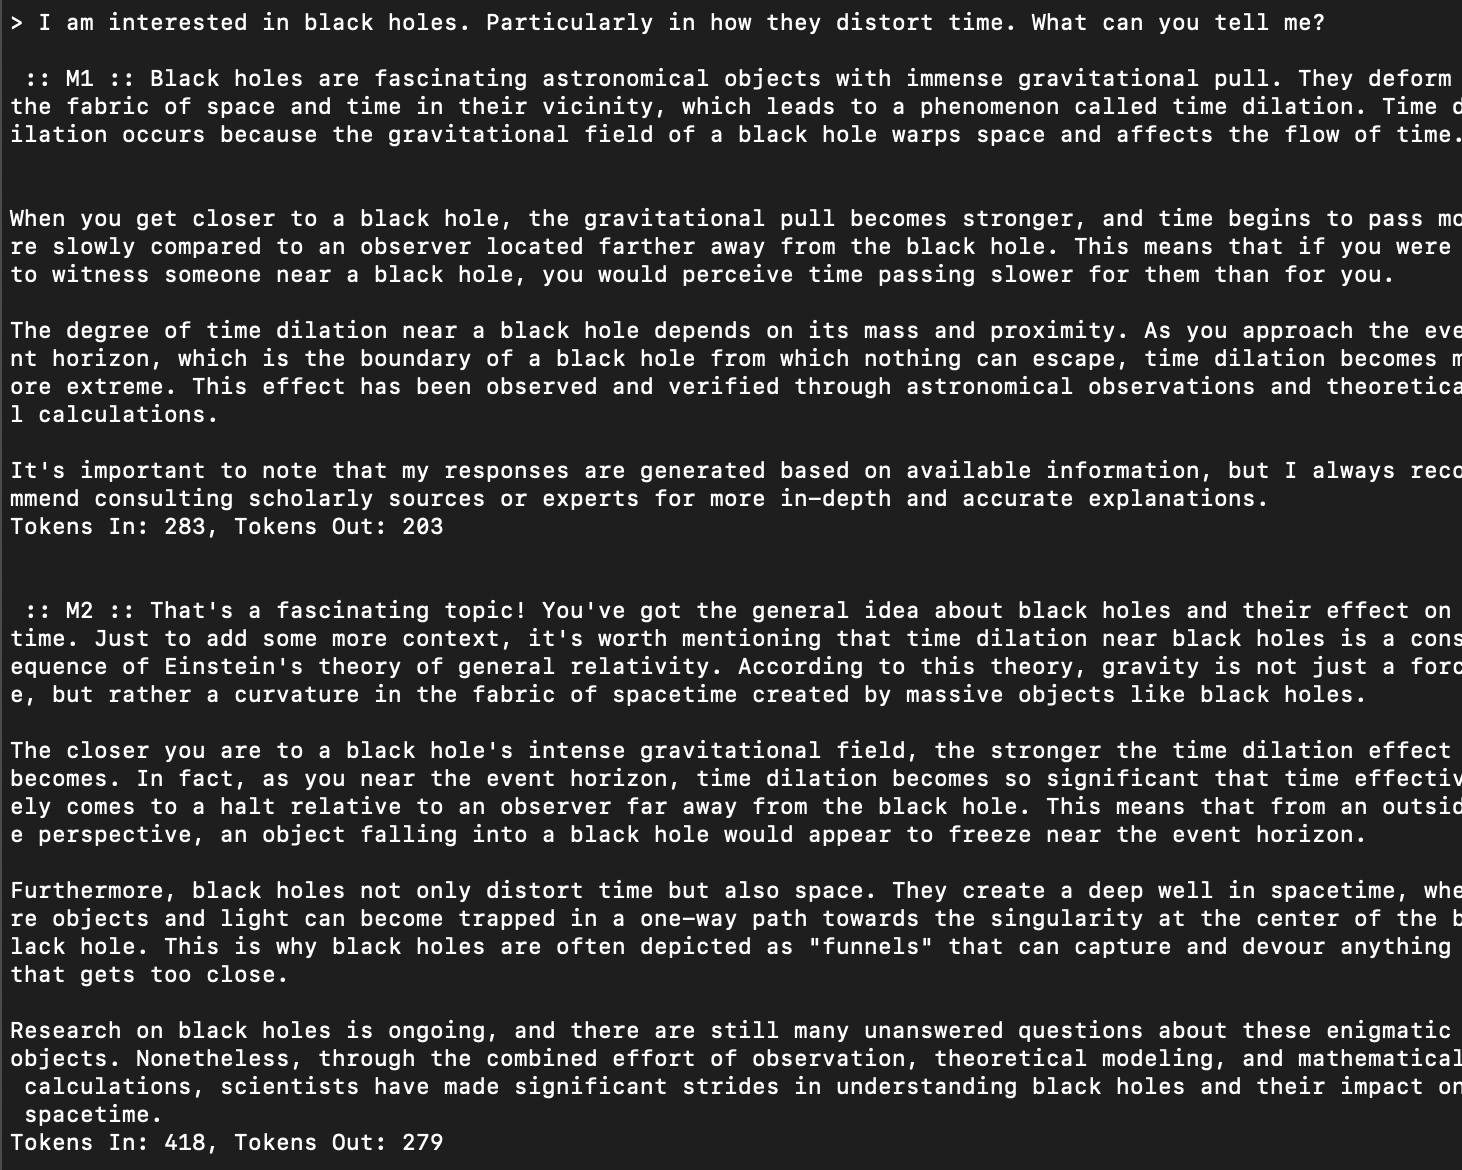 > I am interested in black holes. Particularly in how they distort time. What can you tell me?
:: M1 :: Black holes are fascinating astronomical objects with immense gravitational pull. They deform
the fabric of space and time in their vicinity, which leads to a phenomenon called time dilation. Time d
ilation occurs because the gravitational field of a black hole warps space and affects the flow of time.
When you get closer to a black hole, the gravitational pull becomes stronger, and time begins to pass mo
re slowly compared to an observer located farther away from the black hole. This means that if you were
to witness someone near a black hole, you would perceive time passing slower for them than for you.
The degree of time dilation near a black hole depends on its mass and proximity. As you approach the eve
nt horizon, which is the boundary of a black hole from which nothing can escape, time dilation becomes m
ore extreme. This effect has been observed and verified through astronomical observations and theoretica
l calculations.
It's important to note that my responses are generated based on available information, but I always reco
mmend consulting scholarly sources or experts for more in-depth and accurate explanations.
Tokens In: 283, Tokens Out: 203
:: M2 :: That's a fascinating topic! You've got the general idea about black holes and their effect on
time. Just to add some more context, it's worth mentioning that time dilation near black holes is a cons
equence of Einstein's theory of general relativity. According to this theory, gravity is not just a forc
e, but rather a curvature in the fabric of spacetime created by massive objects like black holes.
The closer you are to a black hole's intense gravitational field, the stronger the time dilation effect
becomes. In fact, as you near the event horizon, time dilation becomes so significant that time effectiv
ely comes to a halt relative to an observer far away from the black hole. This means that from an outsid
e perspective, an object falling into a black hole would appear to freeze near the event horizon.
Furthermore, black holes not only distort time but also space. They create a deep well in spacetime, whe
re objects and light can become trapped in a one-way path towards the singularity at the center of the b
lack hole. This is why black holes are often depicted as "funnels" that can capture and devour anything
that gets too close.
Research on black holes is ongoing, and there are still many unanswered questions about these enigmatic
objects. Nonetheless, through the combined effort of observation, theoretical modeling, and mathematical
calculations, scientists have made significant strides in understanding black holes and their impact on
spacetime.
Tokens In: 418, Tokens Out: 279